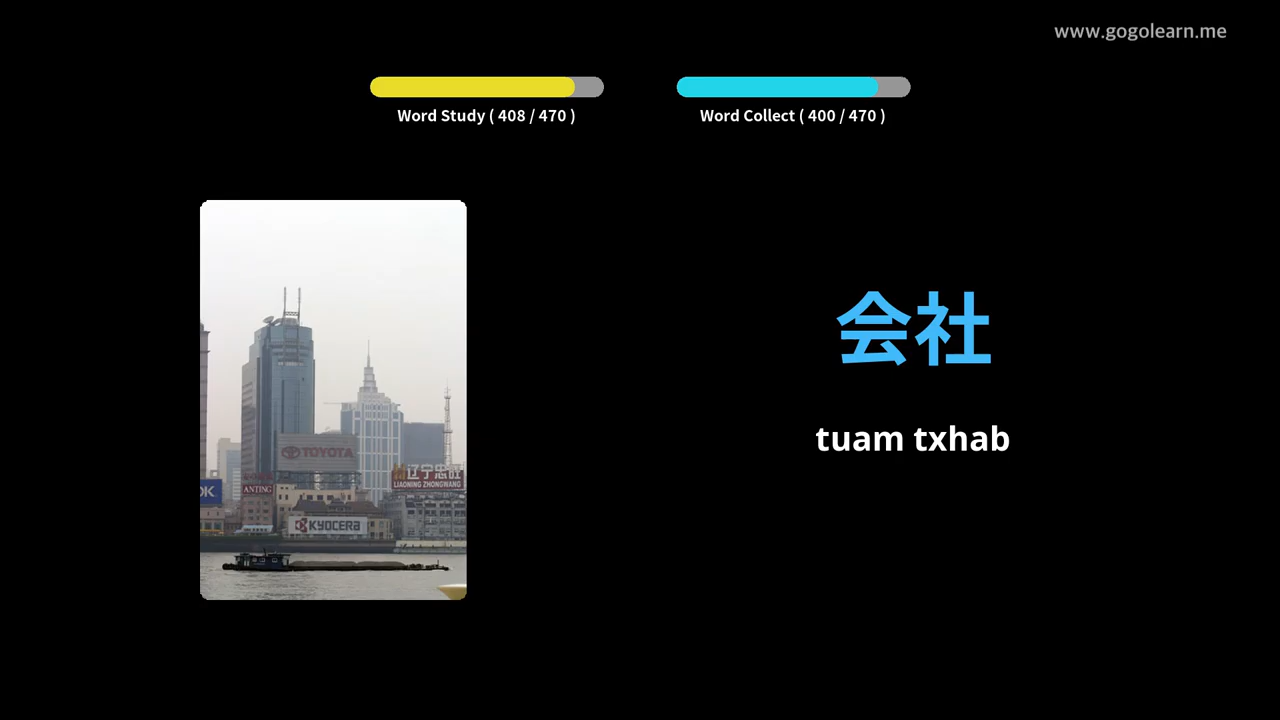 www.gogolearn.me
Word Study ( 408 / 470 )
Word Collect ( 400 / 470 )
会社
tuam txhab
TOYOTA
辽宁忠旺
LIAONING ZHONGWANG
OK
ANTING
KYOCERA